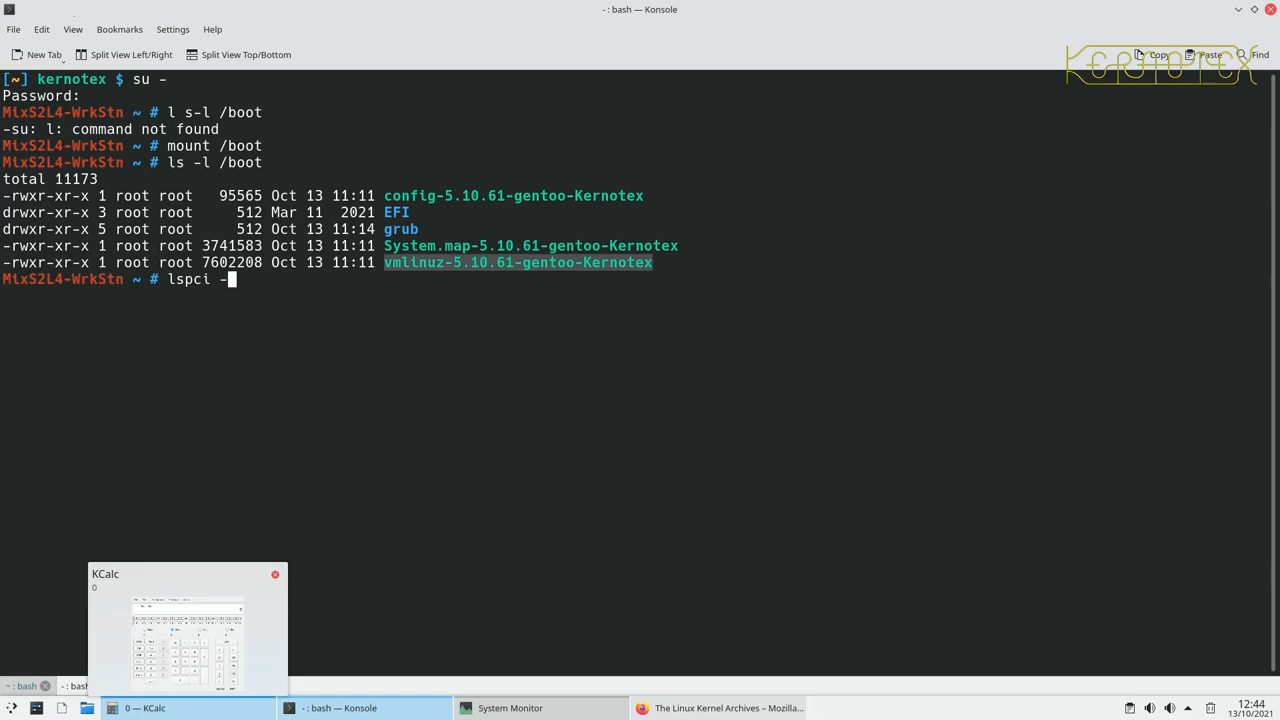 - : bash — Konsole
File Edit View Bookmarks Settings Help
New Tab Split View Left/Right Split View Top/Bottom Copy Paste Find
KERNOTEX
[~] kernotex $ su -
Password:
MixS2L4-WrkStn ~ # l s-l /boot
-su: l: command not found
MixS2L4-WrkStn ~ # mount /boot
MixS2L4-WrkStn ~ # ls -l /boot
total 11173
-rwxr-xr-x 1 root root 95565 Oct 13 11:11 config-5.10.61-gentoo-Kernotex
drwxr-xr-x 3 root root 512 Mar 11 2021 EFI
drwxr-xr-x 5 root root 512 Oct 13 11:14 grub
-rwxr-xr-x 1 root root 3741583 Oct 13 11:11 System.map-5.10.61-gentoo-Kernotex
-rwxr-xr-x 1 root root 7602208 Oct 13 11:11 vmlinuz-5.10.61-gentoo-Kernotex
MixS2L4-WrkStn ~ # lspci -
KCalc
0
~ : bash - : bash
0 — KCalc - : bash — Konsole System Monitor The Linux Kernel Archives – Mozilla... 12:44
13/10/2021